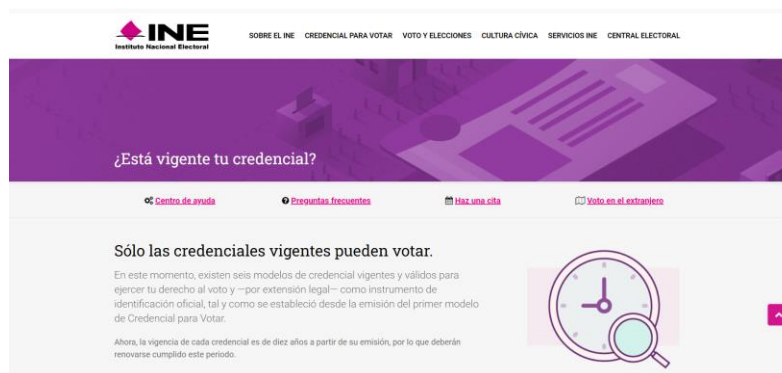 INE
Instituto Nacional Electoral
SOBRE EL INE CREDENCIAL PARA VOTAR VOTO Y ELECCIONES CULTURA CÍVICA SERVICIOS INE CENTRAL ELECTORAL
¿Está vigente tu credencial?
Centro de ayuda Preguntas frecuentes Haz una cita Voto en el extranjero
Sólo las credenciales vigentes pueden votar.
En este momento, existen seis modelos de credencial vigentes y válidos para
ejercer tu derecho al voto y —por extensión legal— como instrumento de
identificación oficial, tal y como se estableció desde la emisión del primer modelo
de Credencial para Votar.
Ahora, la vigencia de cada credencial es de diez años a partir de su emisión, por lo que deberán
renovarse cumplido este periodo.